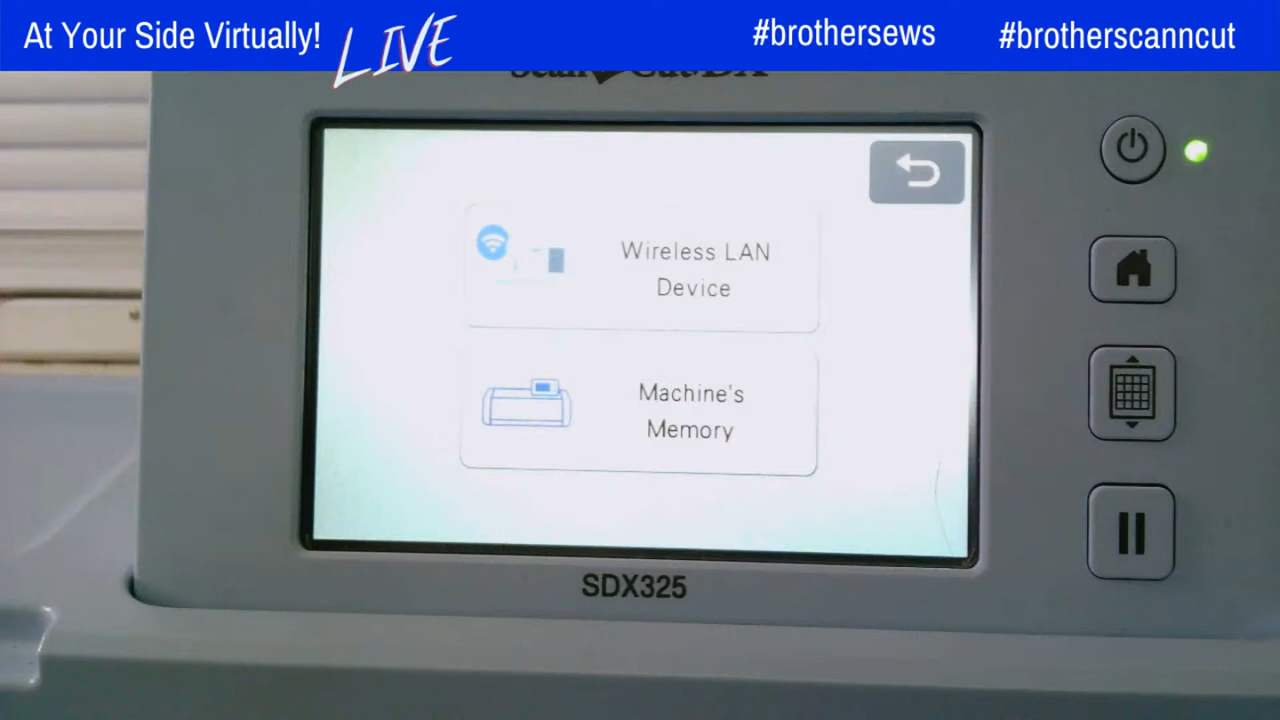 At Your Side Virtually! LIVE #brothersews #brotherscanncut
Wireless LAN
Device
Machine's
Memory
SDX325